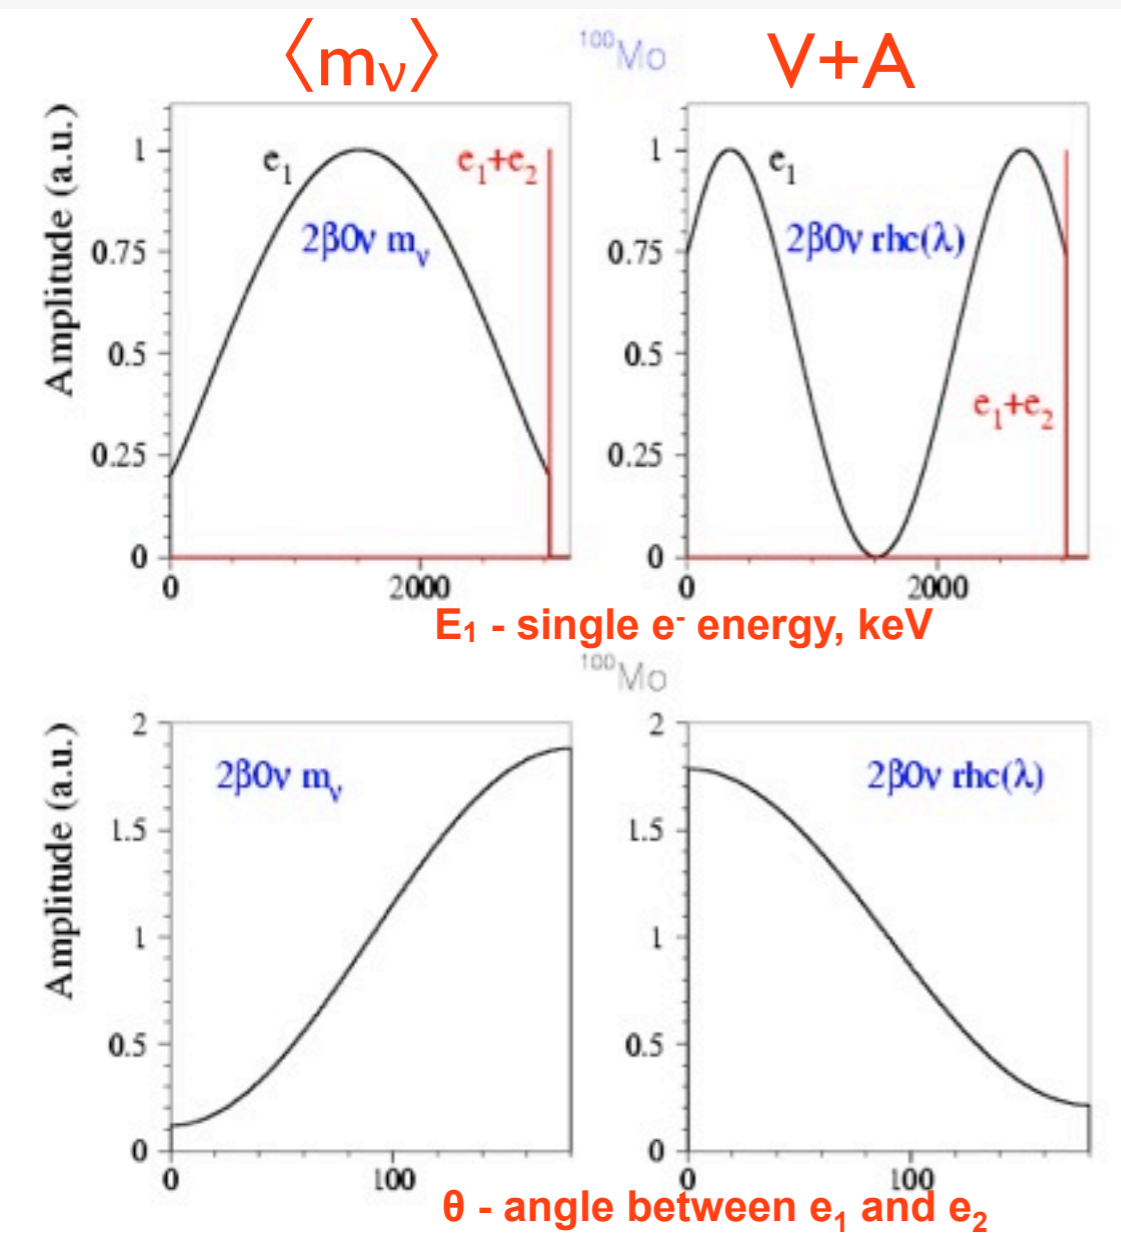 ⟨mν⟩ ¹⁰⁰Mo V+A
Amplitude (a.u.)
1
0.75
0.5
0.25
0
e₁
e₁+e₂
2β0ν mν
0 2000
1
0.75
0.5
0.25
0
e₁
2β0ν rhc(λ)
e₁+e₂
0 2000
E₁ - single e⁻ energy, keV
¹⁰⁰Mo
Amplitude (a.u.)
2
1.5
1
0.5
0
2β0ν mν
0 100
2
1.5
1
0.5
0
2β0ν rhc(λ)
0 100
θ - angle between e₁ and e₂